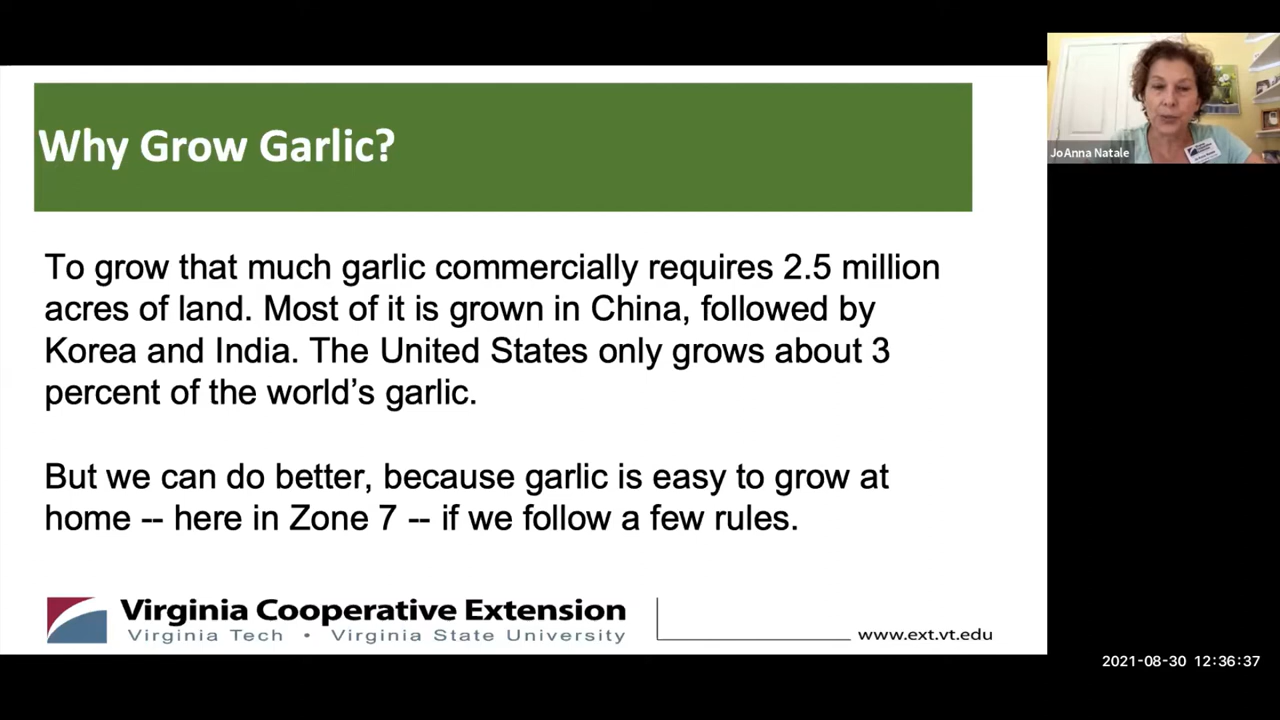 Why Grow Garlic?
JoAnna Natale
To grow that much garlic commercially requires 2.5 million
acres of land. Most of it is grown in China, followed by
Korea and India. The United States only grows about 3
percent of the world's garlic.
But we can do better, because garlic is easy to grow at
home -- here in Zone 7 -- if we follow a few rules.
Virginia Cooperative Extension
Virginia Tech • Virginia State University
www.ext.vt.edu
2021-08-30 12:36:37